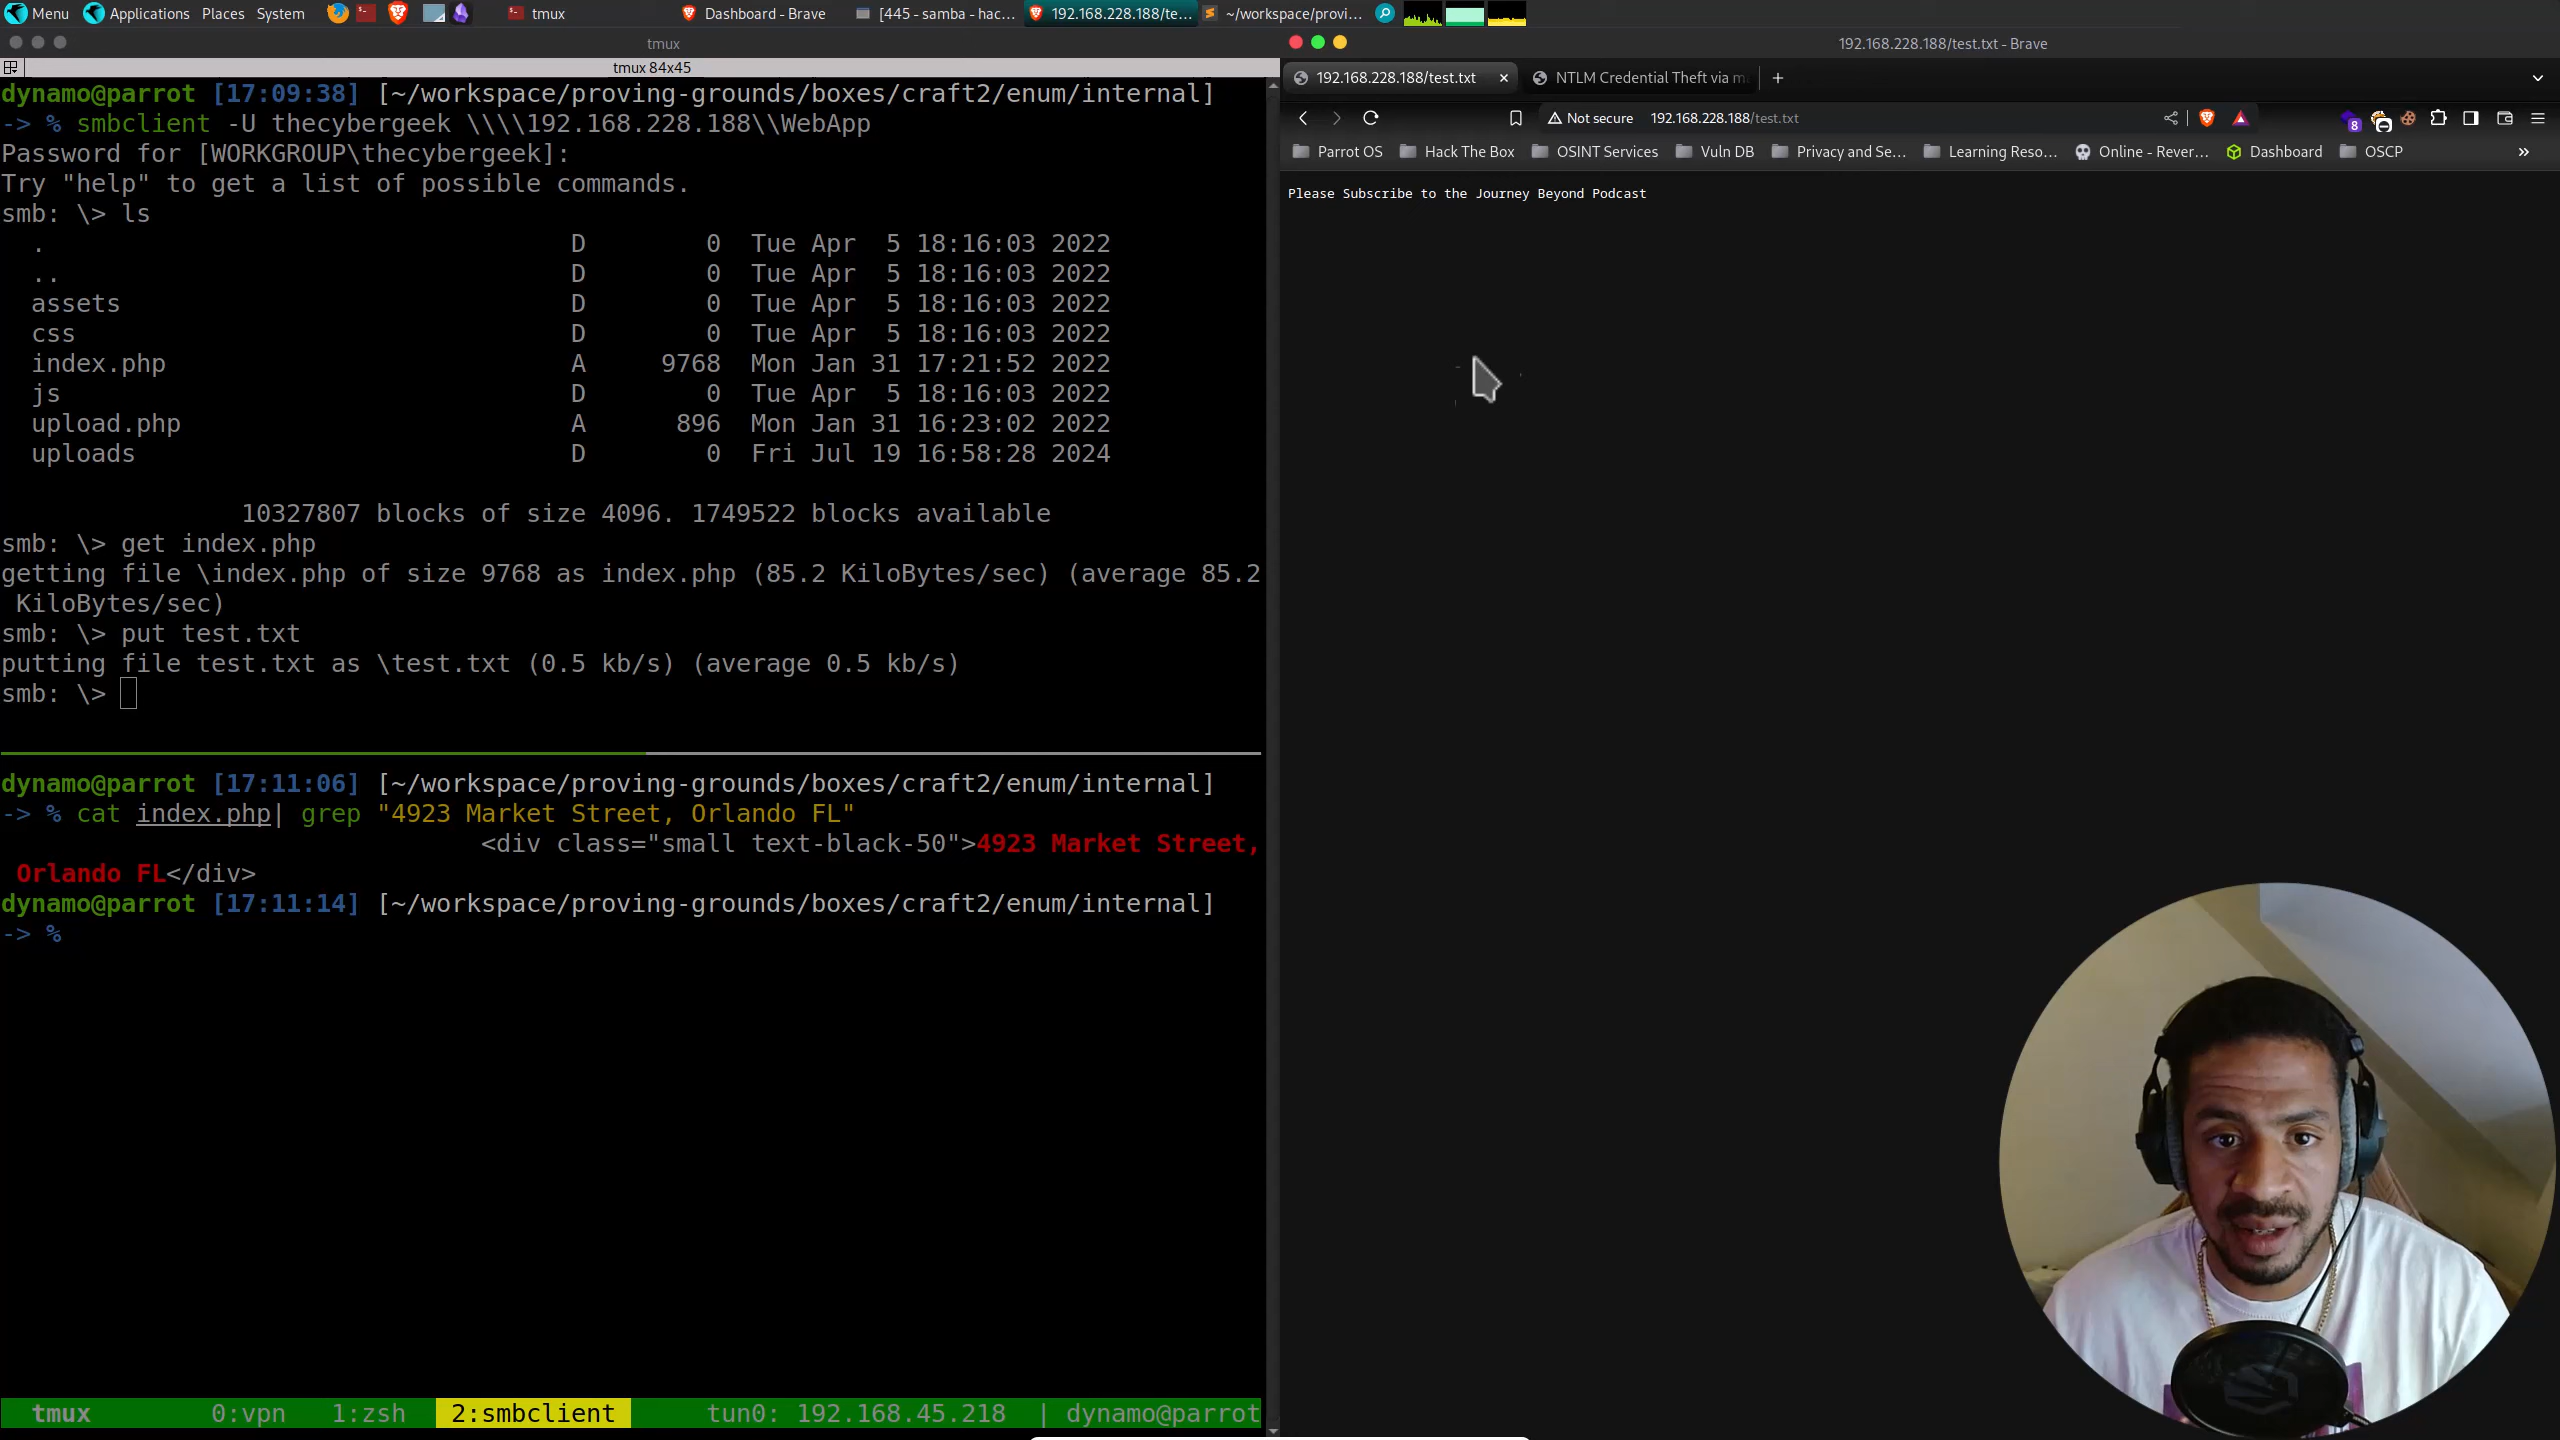 Menu Applications Places System tmux Dashboard - Brave [445 - samba - hac... 192.168.228.188/te... ~/workspace/provi...
tmux
tmux 84x45
dynamo@parrot [17:09:38] [~/workspace/proving-grounds/boxes/craft2/enum/internal]
-> % smbclient -U thecybergeek \\\\192.168.228.188\\WebApp
Password for [WORKGROUP\thecybergeek]:
Try "help" to get a list of possible commands.
smb: \> ls
. D 0 Tue Apr 5 18:16:03 2022
.. D 0 Tue Apr 5 18:16:03 2022
assets D 0 Tue Apr 5 18:16:03 2022
css D 0 Tue Apr 5 18:16:03 2022
index.php A 9768 Mon Jan 31 17:21:52 2022
js D 0 Tue Apr 5 18:16:03 2022
upload.php A 896 Mon Jan 31 16:23:02 2022
uploads D 0 Fri Jul 19 16:58:28 2024
10327807 blocks of size 4096. 1749522 blocks available
smb: \> get index.php
getting file \index.php of size 9768 as index.php (85.2 KiloBytes/sec) (average 85.2
KiloBytes/sec)
smb: \> put test.txt
putting file test.txt as \test.txt (0.5 kb/s) (average 0.5 kb/s)
smb: \>
dynamo@parrot [17:11:06] [~/workspace/proving-grounds/boxes/craft2/enum/internal]
-> % cat index.php| grep "4923 Market Street, Orlando FL"
<div class="small text-black-50">4923 Market Street,
Orlando FL</div>
dynamo@parrot [17:11:14] [~/workspace/proving-grounds/boxes/craft2/enum/internal]
-> %
tmux 0:vpn 1:zsh 2:smbclient tun0: 192.168.45.218 | dynamo@parrot
192.168.228.188/test.txt - Brave
192.168.228.188/test.txt NTLM Credential Theft via m
Not secure 192.168.228.188/test.txt 8
Parrot OS Hack The Box OSINT Services Vuln DB Privacy and Se... Learning Reso... Online - Rever... Dashboard OSCP
Please Subscribe to the Journey Beyond Podcast